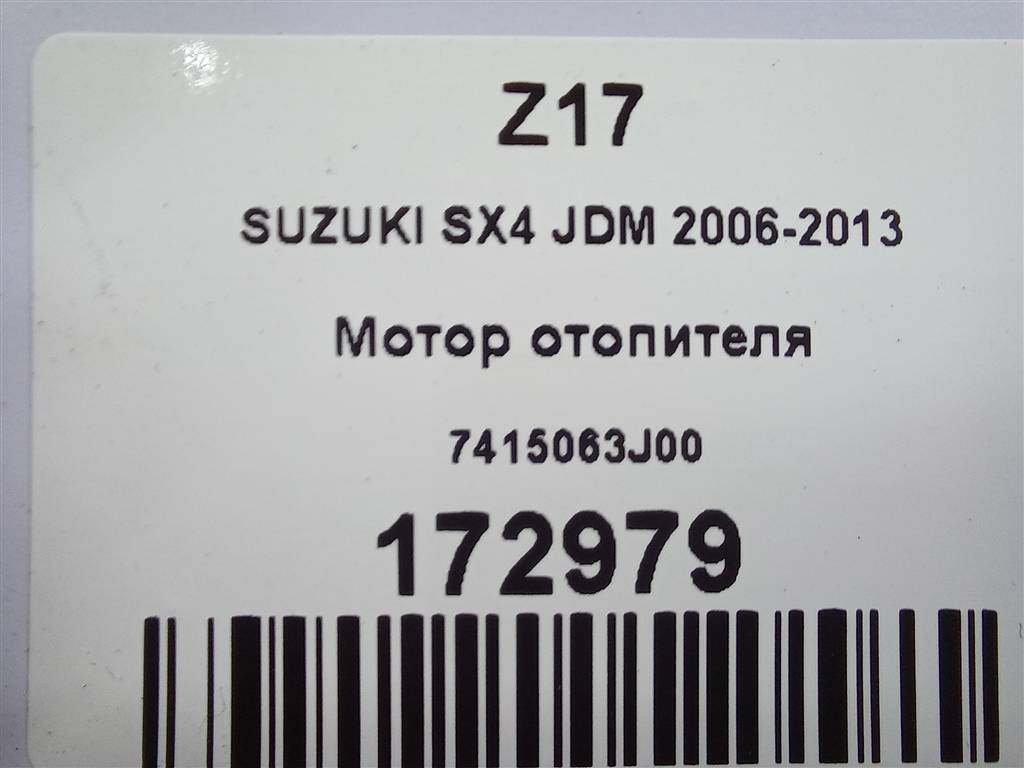 Z17
SUZUKI SX4 JDM 2006-2013
Мотор отопителя
7415063J00
172979